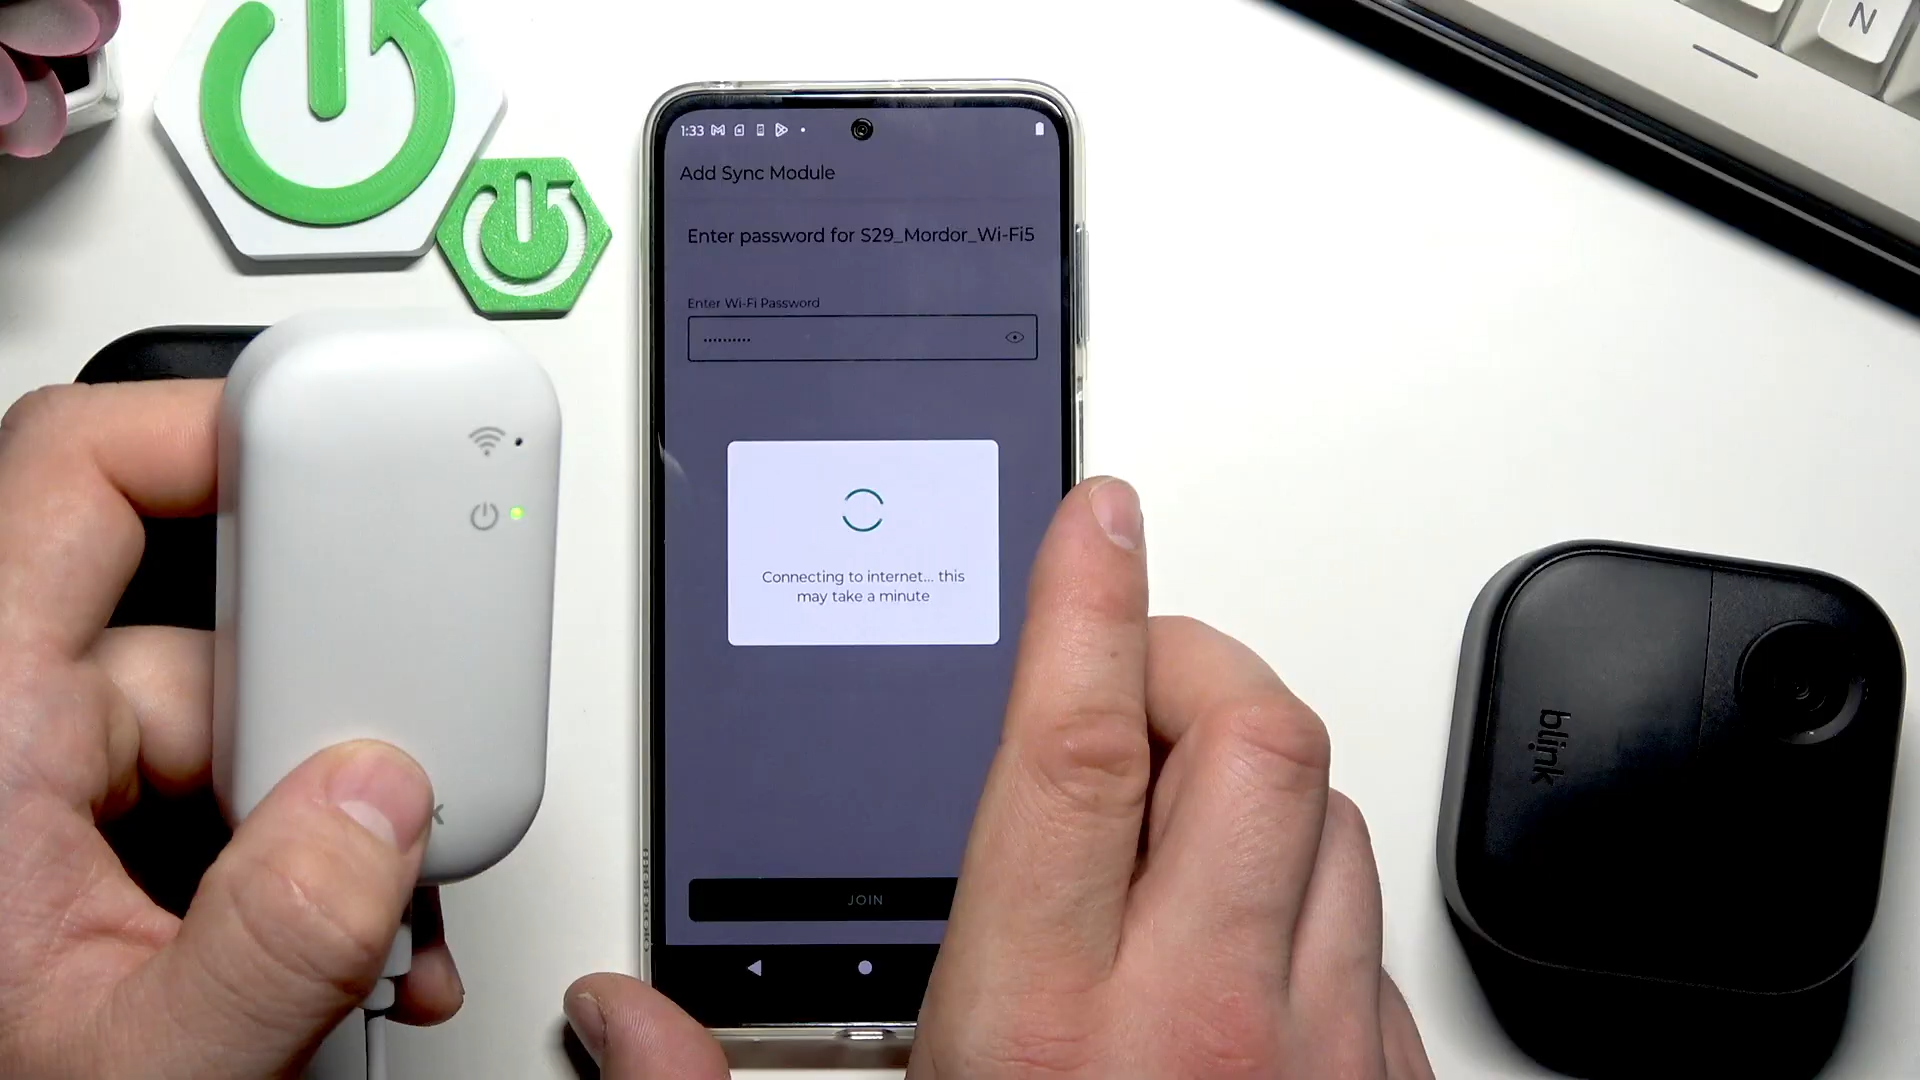 1:33
Add Sync Module
Enter password for S29_Mordor_Wi-Fi5
Enter Wi-Fi Password
Connecting to internet... this
may take a minute
JOIN
blink
N